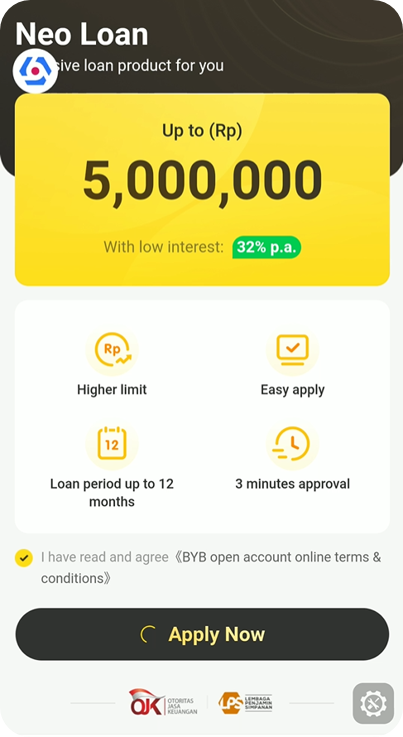 Neo Loan
sive loan product for you
Up to (Rp)
5,000,000
With low interest: 32% p.a.
Rp
Higher limit
Easy apply
12
Loan period up to 12
months
3 minutes approval
I have read and agree《BYB open account online terms &
conditions》
Apply Now
OJK OTORITAS
JASA
KEUANGAN
LPS LEMBAGA
PENJAMIN
SIMPANAN